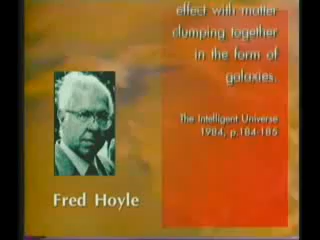 effect with matter
clumping together
in the form of
galaxies.
The Intelligent Universe
1984, p.184-185
Fred Hoyle